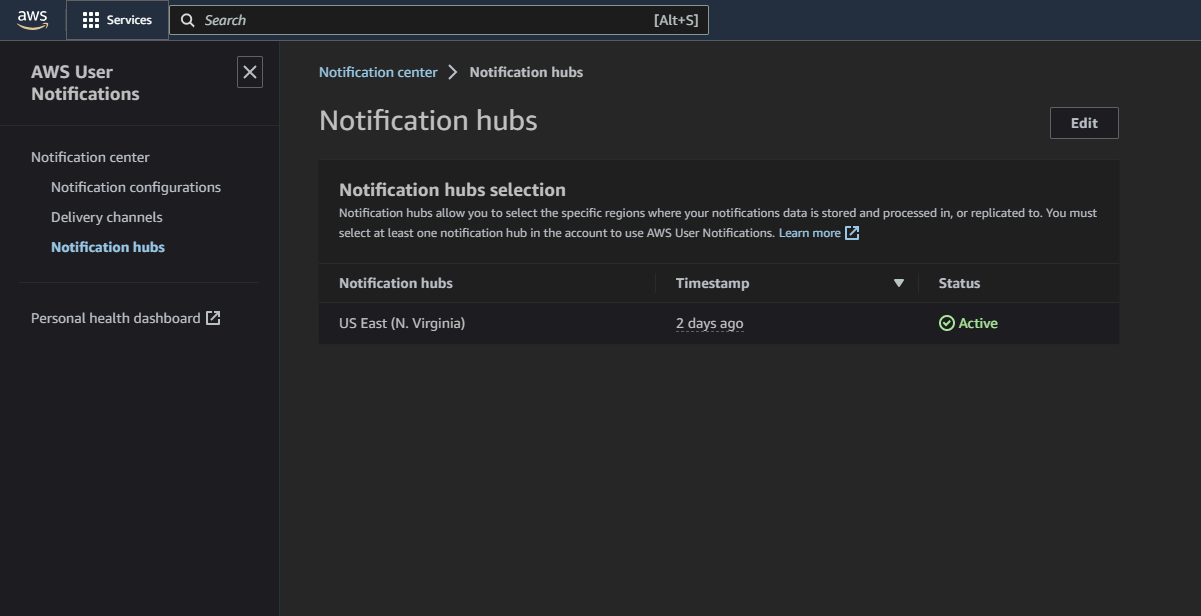 aws
Services
Search
[Alt+S]
AWS User
Notifications
Notification center
Notification configurations
Delivery channels
Notification hubs
Personal health dashboard
Notification center
Notification hubs
Notification hubs
Edit
Notification hubs selection
Notification hubs allow you to select the specific regions where your notifications data is stored and processed in, or replicated to. You must
select at least one notification hub in the account to use AWS User Notifications. Learn more
Notification hubs
Timestamp
Status
US East (N. Virginia)
2 days ago
Active